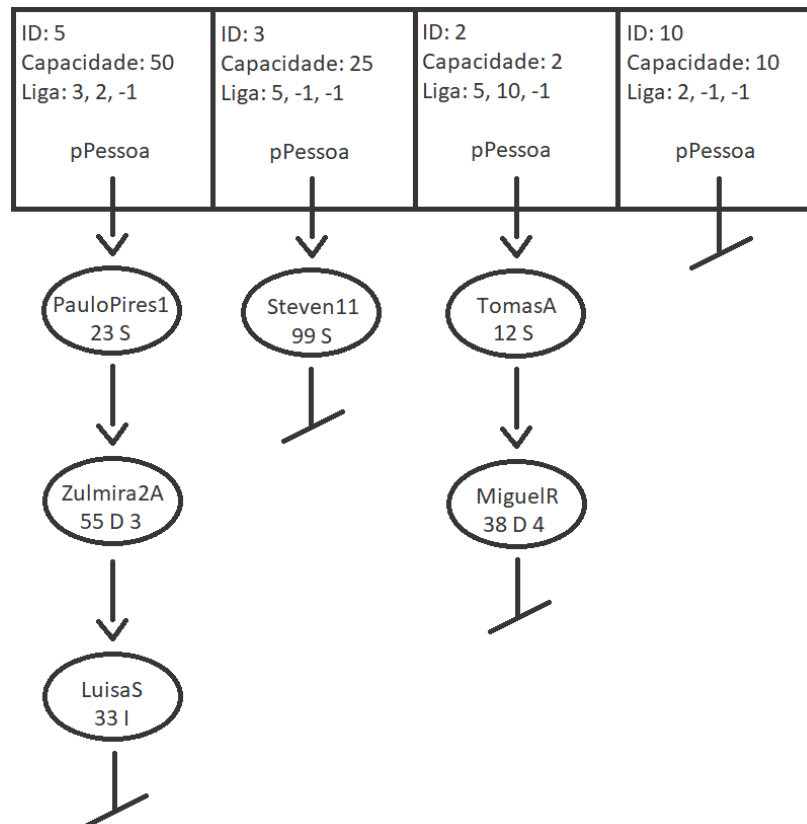 ID: 5
Capacidade: 50
Liga: 3, 2, -1
pPessoa
ID: 3
Capacidade: 25
Liga: 5, -1, -1
pPessoa
ID: 2
Capacidade: 2
Liga: 5, 10, -1
pPessoa
ID: 10
Capacidade: 10
Liga: 2, -1, -1
pPessoa
PauloPires1
23 S
Zulmira2A
55 D 3
LuisaS
33 I
Steven11
99 S
TomasA
12 S
MiguelR
38 D 4